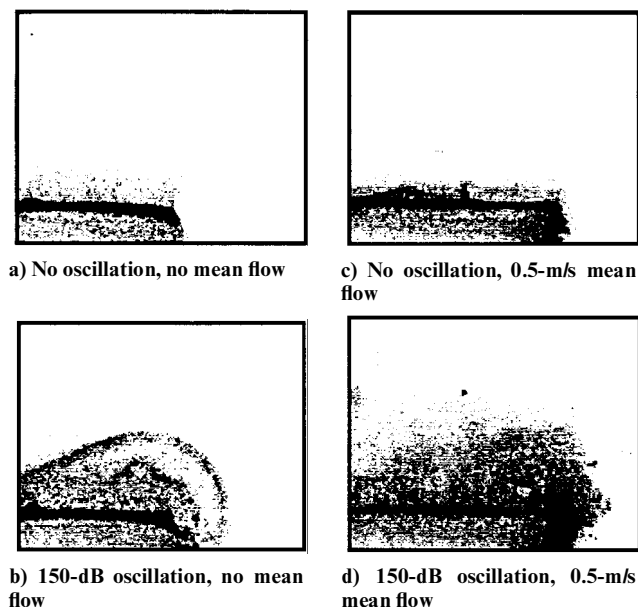 a) No oscillation, no mean flow
c) No oscillation, 0.5-m/s mean
flow
b) 150-dB oscillation, no mean
flow
d) 150-dB oscillation, 0.5-m/s
mean flow